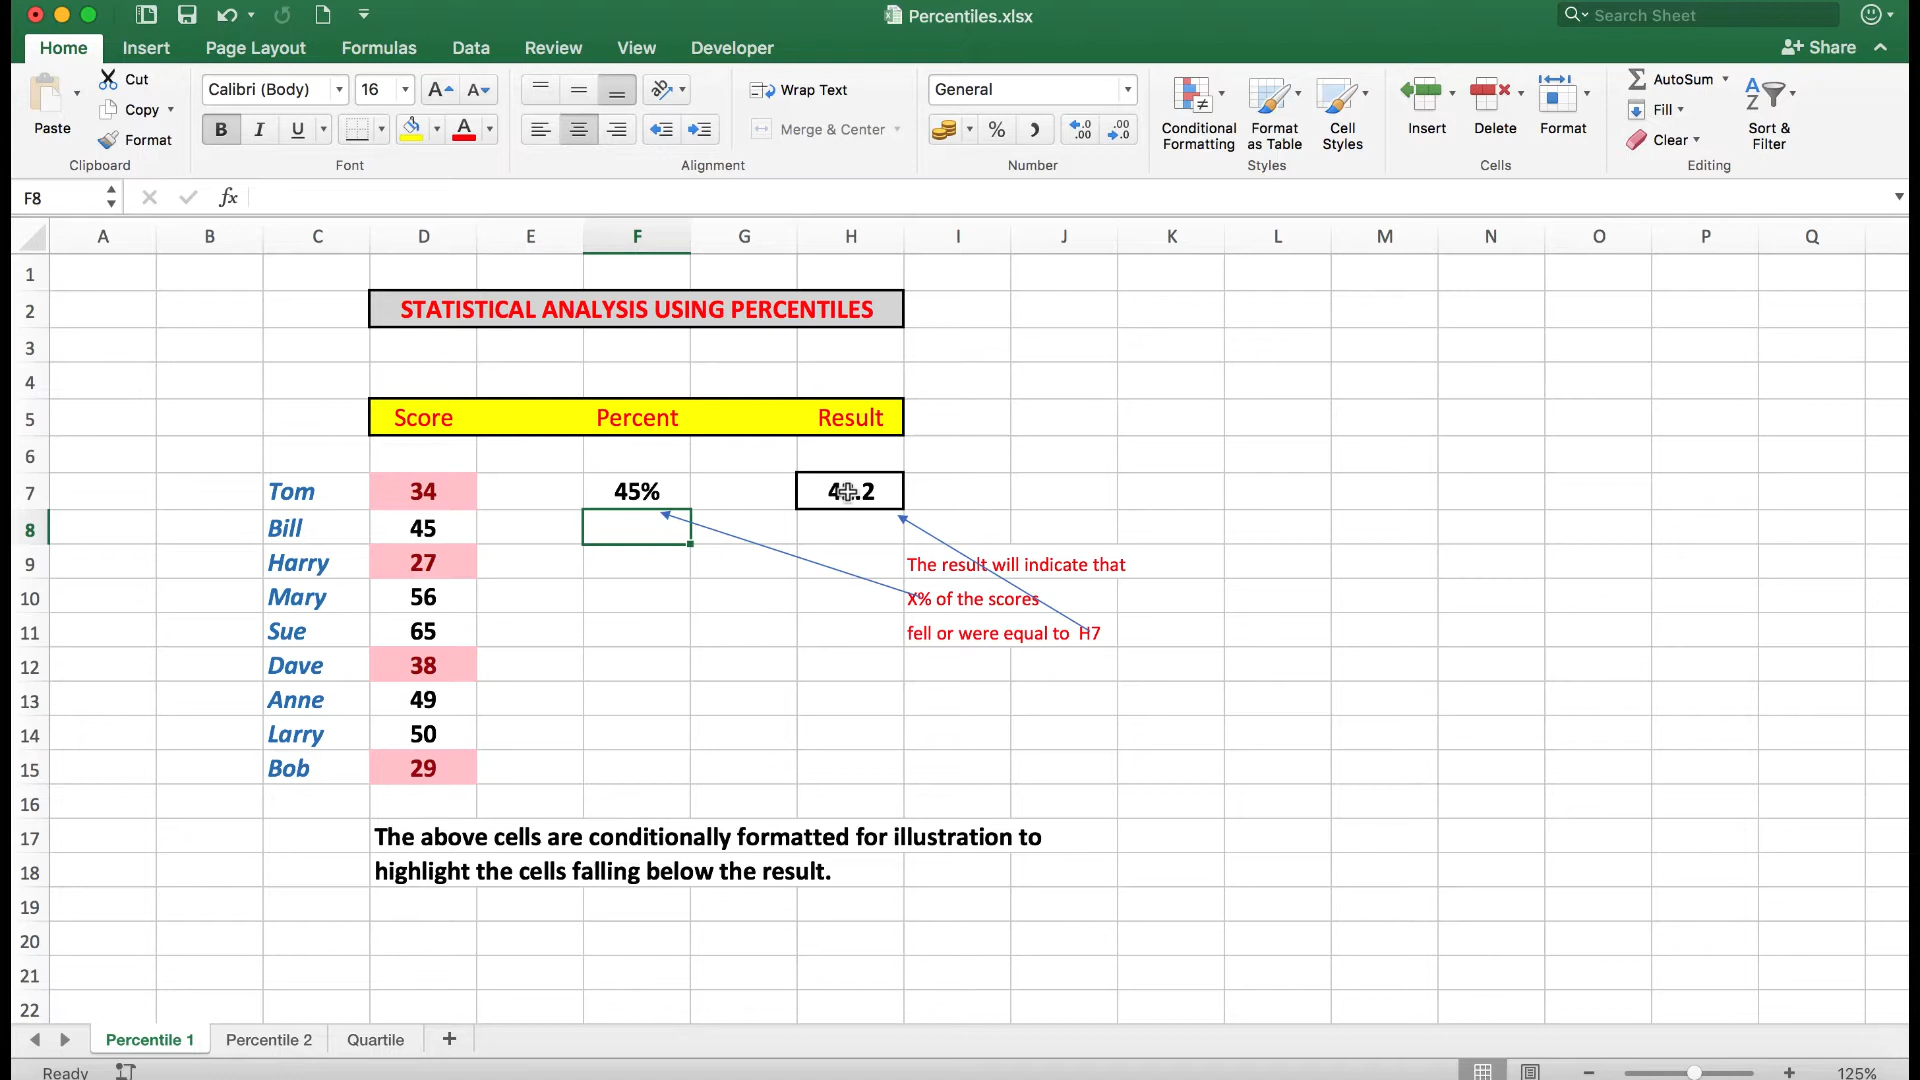 Percentiles.xlsx
Search Sheet
Home Insert Page Layout Formulas Data Review View Developer Share
Paste Cut Copy Format
Calibri (Body) 16 A A
B I U A
Wrap Text
Merge & Center
General
% .00 .0 .00 .0
Conditional Formatting
Format as Table
Cell Styles
Insert Delete Format
AutoSum
Fill
Clear
Sort & Filter
Clipboard Font Alignment Number Styles Cells Editing
F8 fx
A B C D E F G H I J K L M N O P Q
1
2 STATISTICAL ANALYSIS USING PERCENTILES
3
4
5 Score Percent Result
6
7 Tom 34 45%
8 Bill 45
9 Harry 27 The result will indicate that
10 Mary 56 X% of the scores
11 Sue 65 fell or were equal to H7
12 Dave 38
13 Anne 49
14 Larry 50
15 Bob 29
16
17 The above cells are conditionally formatted for illustration to
18 highlight the cells falling below the result.
19
20
21
22
Percentile 1 Percentile 2 Quartile +
Ready 125%